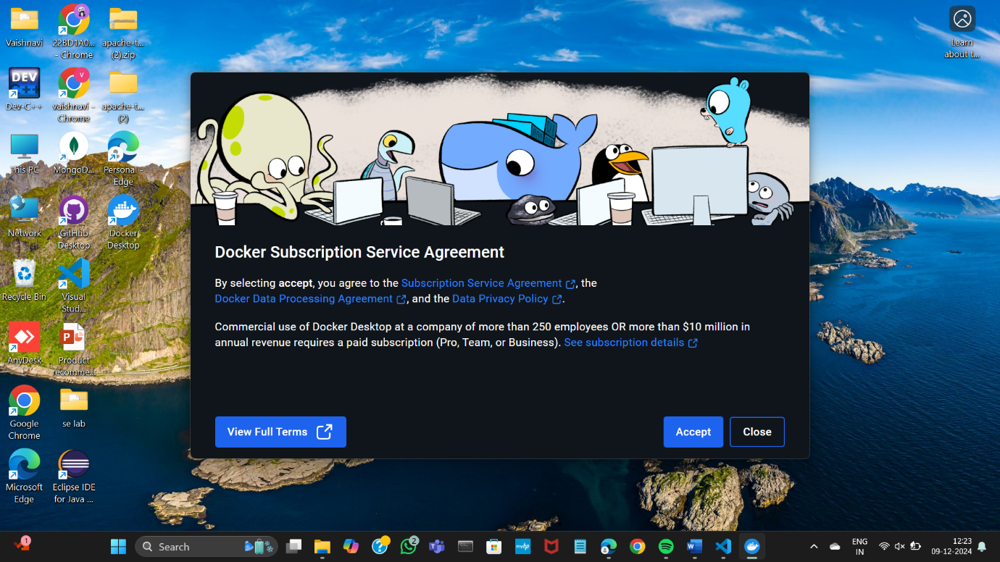 Vaishnavi
22BD1A0...
- Chrome
apache-t...
(2).zip
Learn
about t...
DEV
C++
Dev-C++
V
vaishnavi -
Chrome
apache-t...
(2)
This PC
MongoD...
Personal -
Edge
Network
GitHub
Desktop
Docker
Desktop
Recycle Bin
Visual
Stud...
AnyDesk
P
Product
recomme...
Google
Chrome
se lab
Microsoft
Edge
Eclipse IDE
for Java ...
Docker Subscription Service Agreement
By selecting accept, you agree to the Subscription Service Agreement, the
Docker Data Processing Agreement, and the Data Privacy Policy.
Commercial use of Docker Desktop at a company of more than 250 employees OR more than $10 million in
annual revenue requires a paid subscription (Pro, Team, or Business). See subscription details
View Full Terms
Accept
Close
1
Search
2
myhp
W
ENG
IN
12:23
09-12-2024